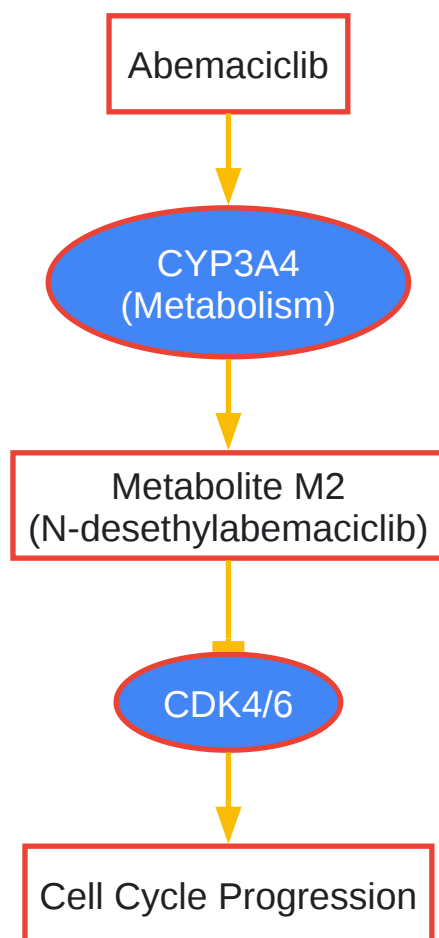 Abemaciclib
CYP3A4
(Metabolism)
Metabolite M2
(N-desethylabemaciclib)
CDK4/6
Cell Cycle Progression